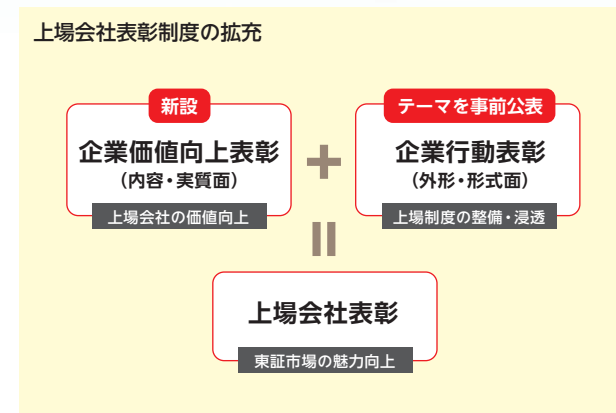 上場会社表彰制度の拡充
新設
企業価値向上表彰
（内容・実質面）
上場会社の価値向上
+
テーマを事前公表
企業行動表彰
（外形・形式面）
上場制度の整備・浸透
=
上場会社表彰
東証市場の魅力向上